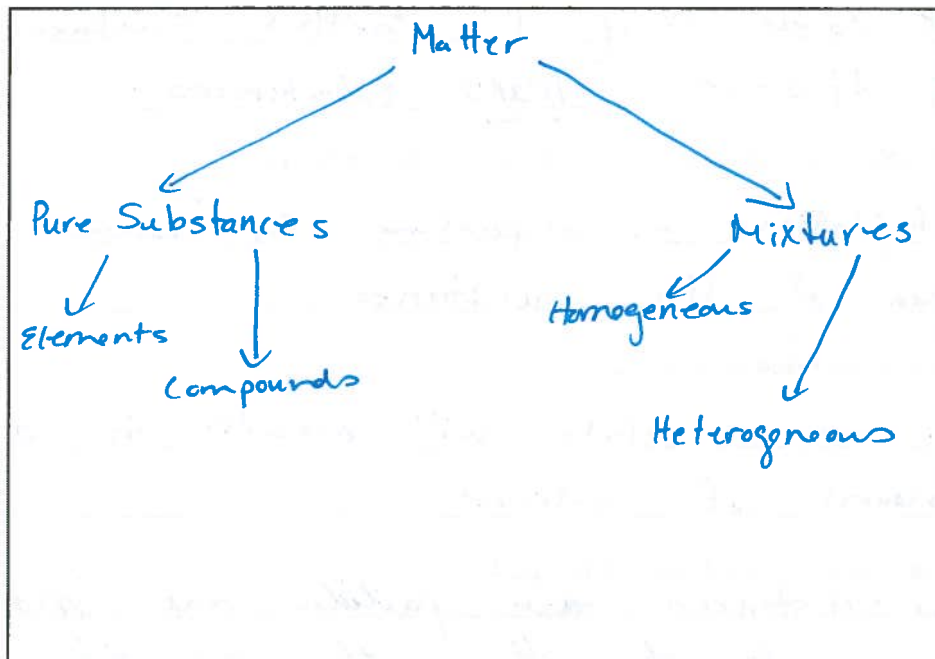 Matter
Pure Substances
Mixtures
Elements
Homogeneous
Compounds
Heterogeneous